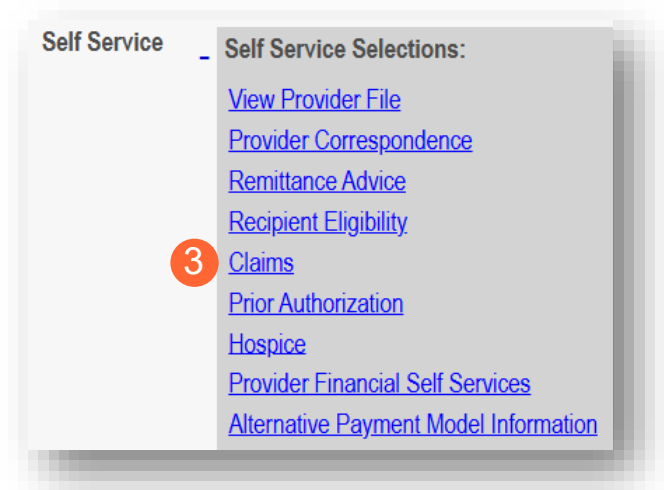 Self Service
Self Service Selections:
View Provider File
Provider Correspondence
Remittance Advice
Recipient Eligibility
3 Claims
Prior Authorization
Hospice
Provider Financial Self Services
Alternative Payment Model Information